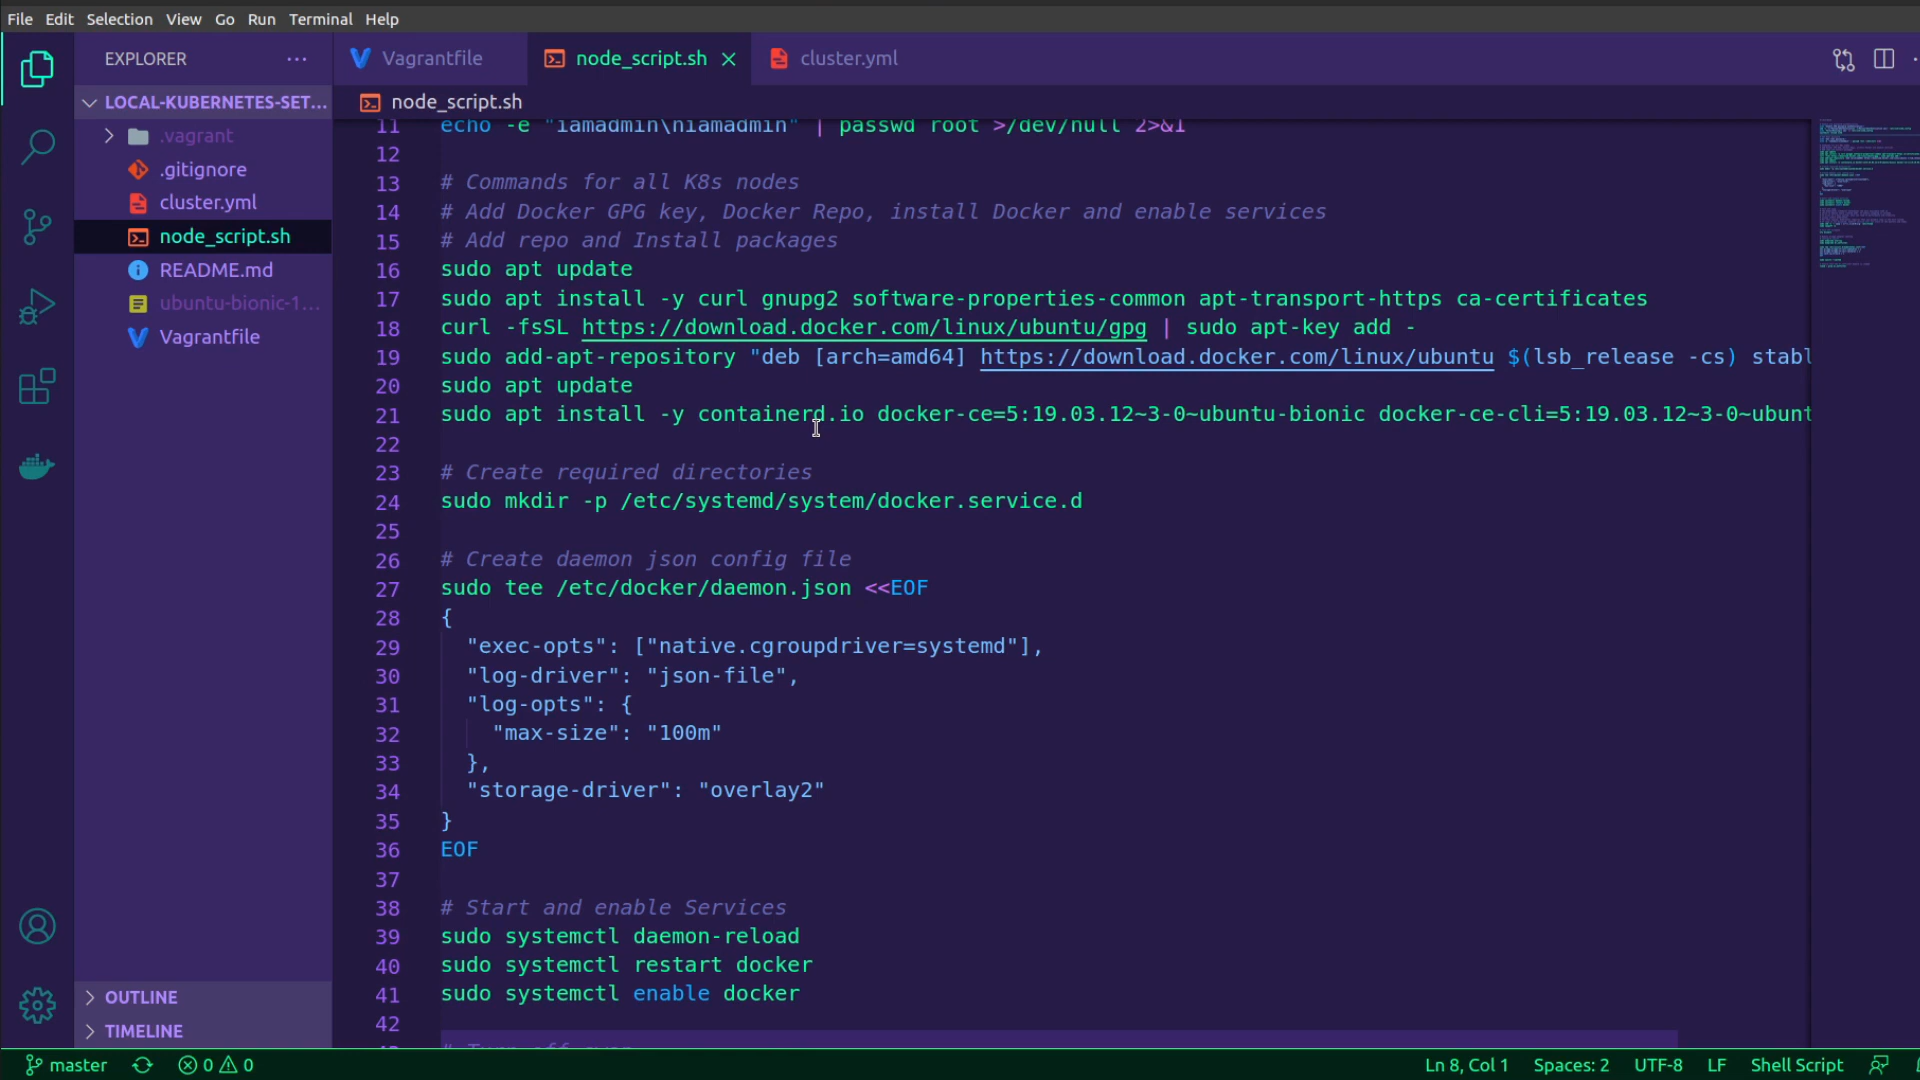 File Edit Selection View Go Run Terminal Help
EXPLORER
Vagrantfile
node_script.sh
cluster.yml
LOCAL-KUBERNETES-SET...
node_script.sh
.vagrant
.gitignore
cluster.yml
node_script.sh
README.md
ubuntu-bionic-1...
Vagrantfile
11 echo -e "iamadmin\niamadmin" | passwd root >/dev/null 2>&1
12
13 # Commands for all K8s nodes
14 # Add Docker GPG key, Docker Repo, install Docker and enable services
15 # Add repo and Install packages
16 sudo apt update
17 sudo apt install -y curl gnupg2 software-properties-common apt-transport-https ca-certificates
18 curl -fsSL https://download.docker.com/linux/ubuntu/gpg | sudo apt-key add -
19 sudo add-apt-repository "deb [arch=amd64] https://download.docker.com/linux/ubuntu $(lsb_release -cs) stabl
20 sudo apt update
21 sudo apt install -y containerd.io docker-ce=5:19.03.12~3-0~ubuntu-bionic docker-ce-cli=5:19.03.12~3-0~ubunt
22
23 # Create required directories
24 sudo mkdir -p /etc/systemd/system/docker.service.d
25
26 # Create daemon json config file
27 sudo tee /etc/docker/daemon.json <<EOF
28 {
29 "exec-opts": ["native.cgroupdriver=systemd"],
30 "log-driver": "json-file",
31 "log-opts": {
32 "max-size": "100m"
33 },
34 "storage-driver": "overlay2"
35 }
36 EOF
37
38 # Start and enable Services
39 sudo systemctl daemon-reload
40 sudo systemctl restart docker
41 sudo systemctl enable docker
42
OUTLINE
TIMELINE
master
0 0
Ln 8, Col 1 Spaces: 2 UTF-8 LF Shell Script